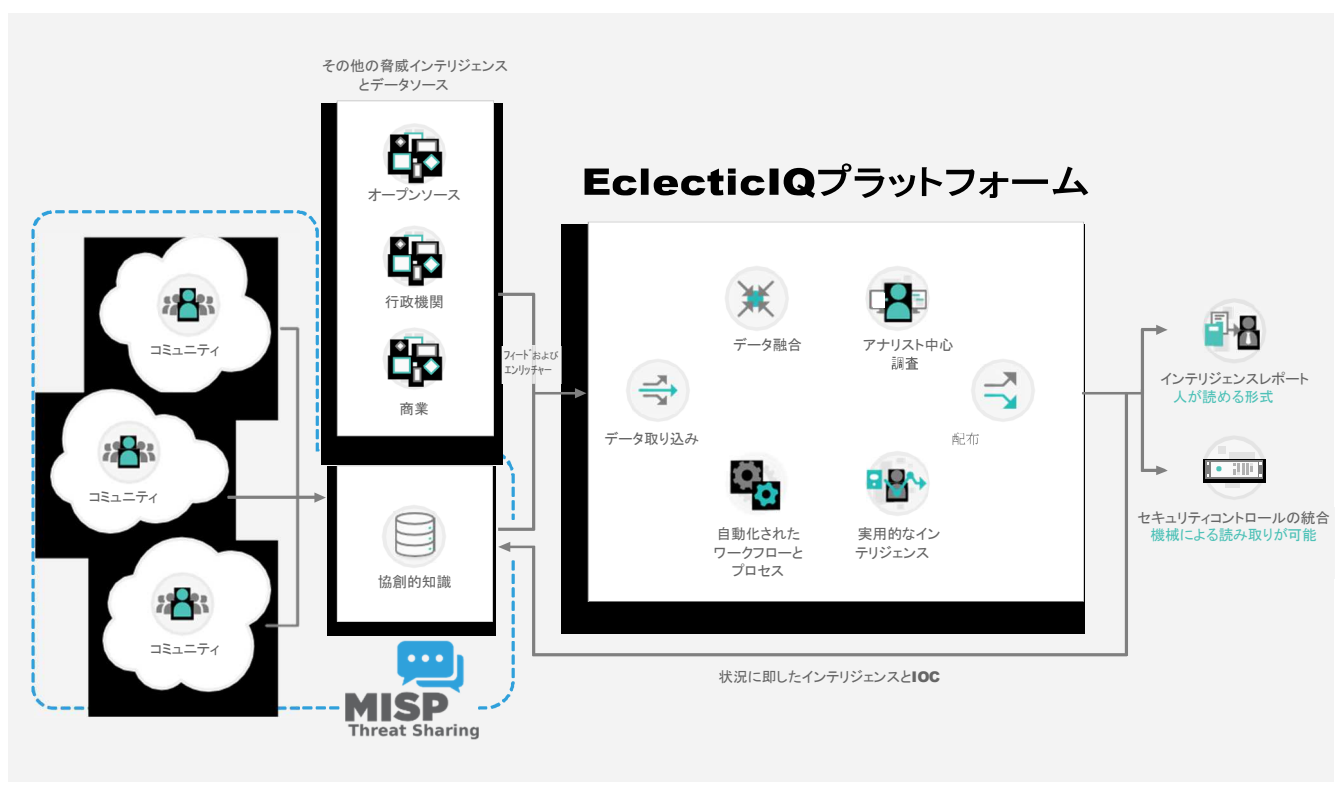 その他の脅威インテリジェンス
とデータソース
オープンソース
行政機関
商業
コミュニティ
コミュニティ
コミュニティ
協創的知識
MISP
Threat Sharing
フィードおよび
エンリッチャー
EclecticIQプラットフォーム
データ融合
アナリスト中心
調査
データ取り込み
配布
自動化された
ワークフローと
プロセス
実用的なイン
テリジェンス
状況に即したインテリジェンスとIOC
インテリジェンスレポート
人が読める形式
セキュリティコントロールの統合
機械による読み取りが可能